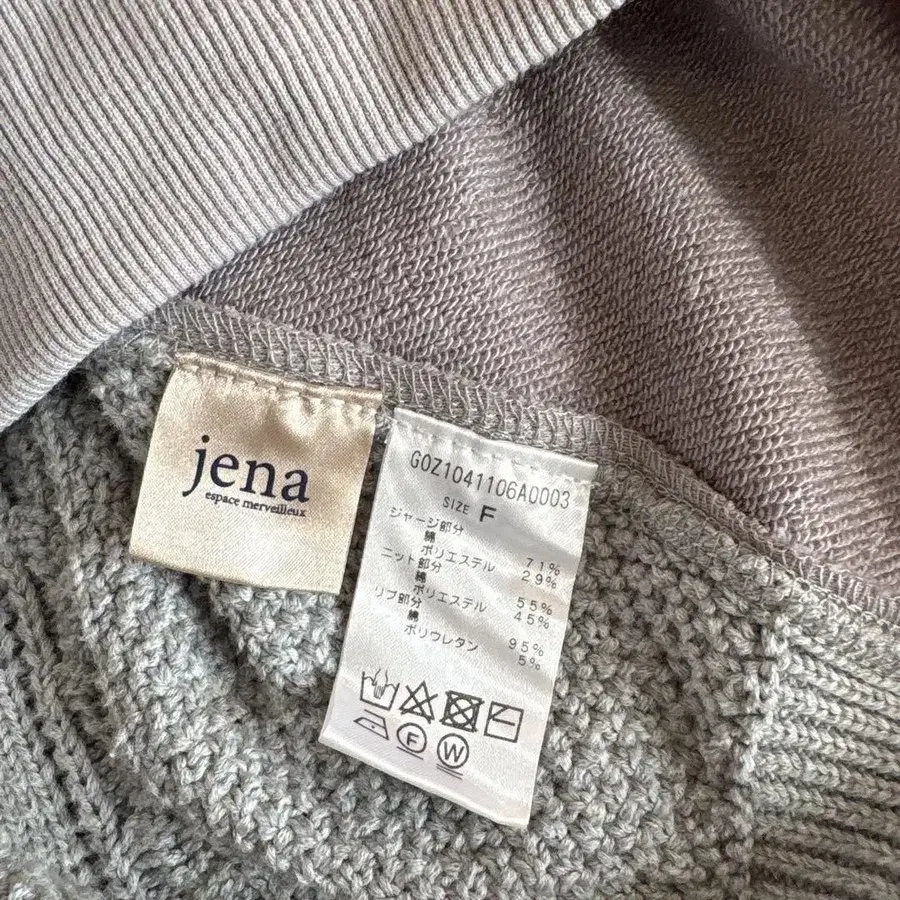 jena
espace merveilleux
G0Z1041106A0003
SIZE F
ジャージ部分
綿 71%
ポリエステル 29%
ニット部分
綿 55%
ポリエステル 45%
リブ部分
綿 95%
ポリウレタン 5%
F W